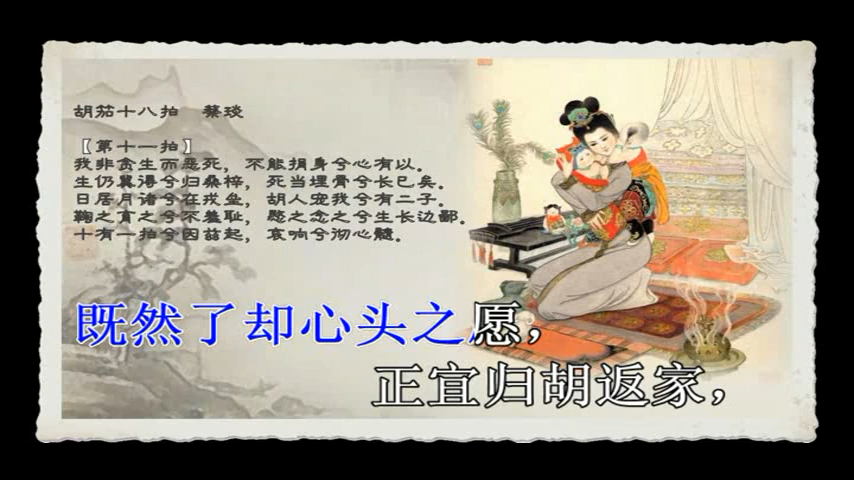 胡笳十八拍 蔡琰
【第十一拍】
我非贪生而恶死，不能捐身兮心有以。
生仍冀得兮归桑梓，死当埋骨兮长已矣。
日居月诸兮在戎垒，胡人宠我兮有二子。
鞠之育之兮不羞耻，愍之念之兮生长边鄙。
十有一拍兮因兹起，哀响兮彻心髓。
既然了却心头之愿，
正宜归胡返家，